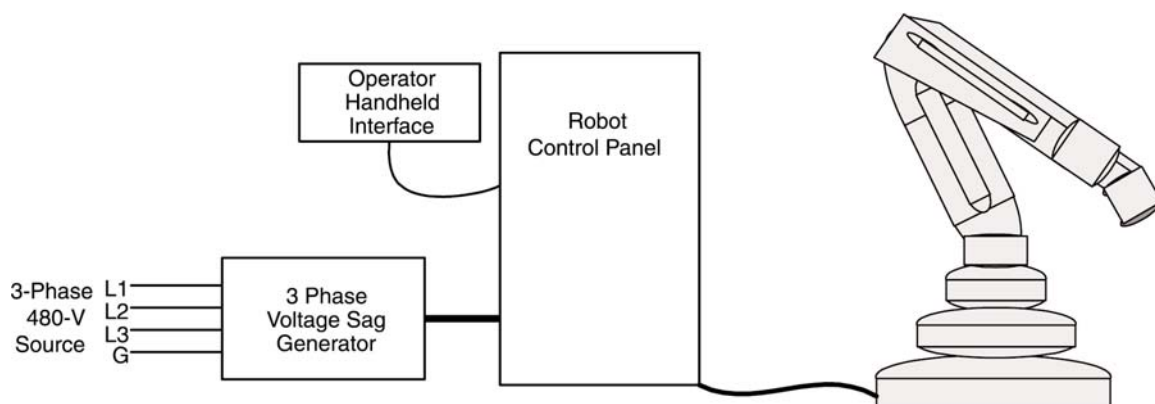 Operator
Handheld
Interface
Robot
Control Panel
3-Phase
480-V
Source
L1
L2
L3
G
3 Phase
Voltage Sag
Generator